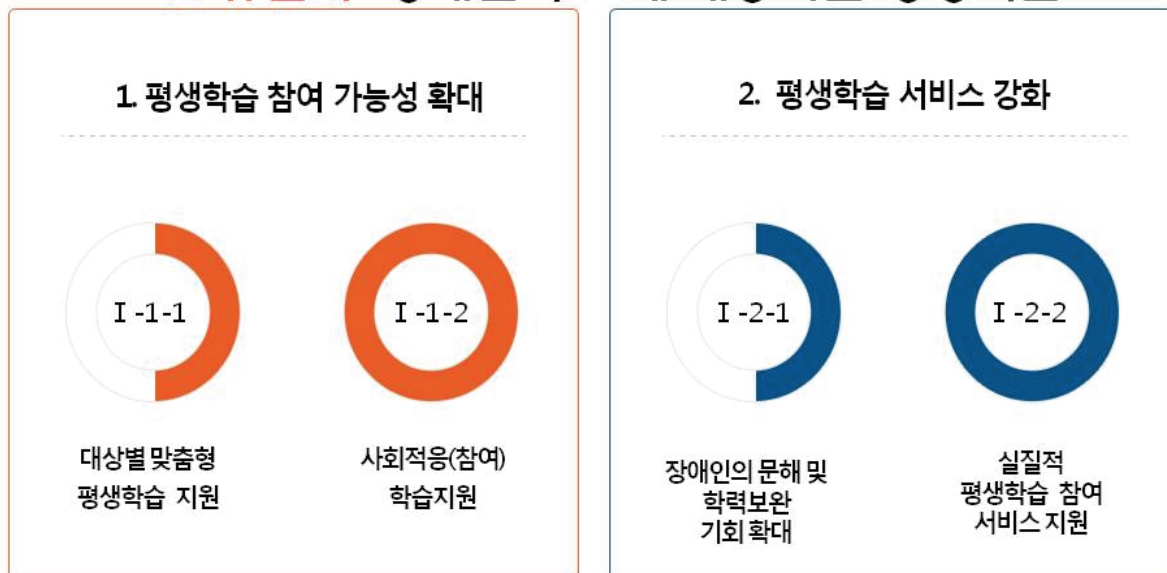 1. 평생학습 참여 가능성 확대
I -1-1
I -1-2
대상별 맞춤형
평생학습 지원
사회적응(참여)
학습지원
2. 평생학습 서비스 강화
I -2-1
I -2-2
장애인의 문해 및
학력보완
기회 확대
실질적
평생학습 참여
서비스 지원